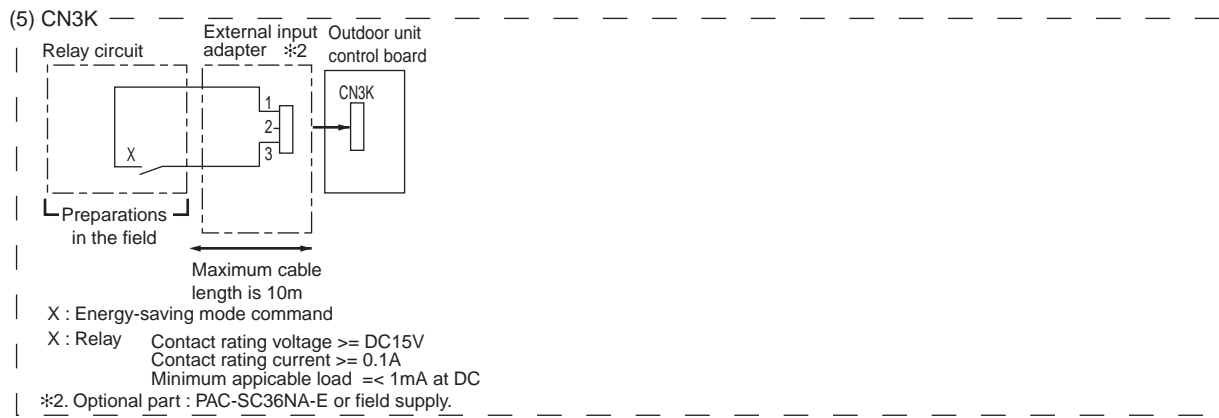 (5) CN3K
External input
adapter ✻2
Outdoor unit
control board
Relay circuit
CN3K
1
2
3
X
Preparations
in the field
Maximum cable
length is 10m
X : Energy-saving mode command
X : Relay
Contact rating voltage >= DC15V
Contact rating current >= 0.1A
Minimum appicable load =< 1mA at DC
✻2. Optional part : PAC-SC36NA-E or field supply.